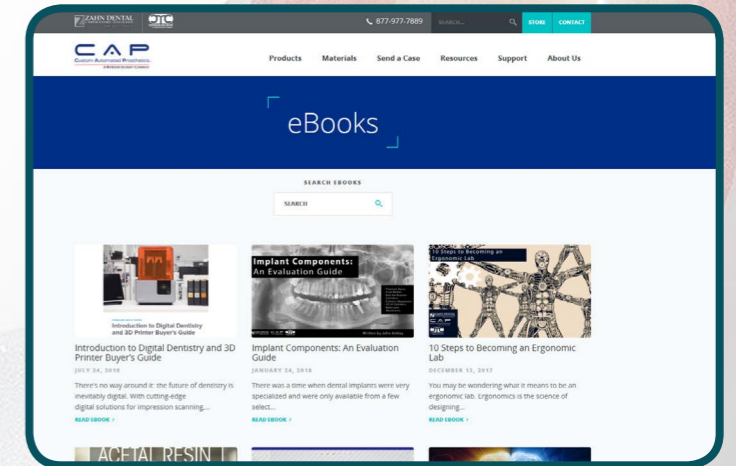 ZAHN DENTAL
DTC
877-977-7889
SEARCH...
STORE
CONTACT
CAP
Custom Automated Prosthetics
Products
Materials
Send a Case
Resources
Support
About Us
eBooks
SEARCH EBOOKS
SEARCH
Introduction to Digital Dentistry
and 3D Printer Buyer's Guide
Introduction to Digital Dentistry and 3D
Printer Buyer's Guide
JULY 24, 2018
There's no way around it: the future of dentistry is
inevitably digital. With cutting-edge
digital solutions for impression scanning,...
READ EBOOK >
Implant Components:
An Evaluation Guide
Implant Components: An Evaluation
Guide
JANUARY 24, 2018
There was a time when dental implants were very
specialized and were only available from a few
select...
READ EBOOK >
10 Steps to Becoming an
Ergonomic Lab
CAP
10 Steps to Becoming an Ergonomic
Lab
DECEMBER 13, 2017
You may be wondering what it means to be an
ergonomic lab. Ergonomics is the science of
designing...
READ EBOOK >
ACETAL RESIN